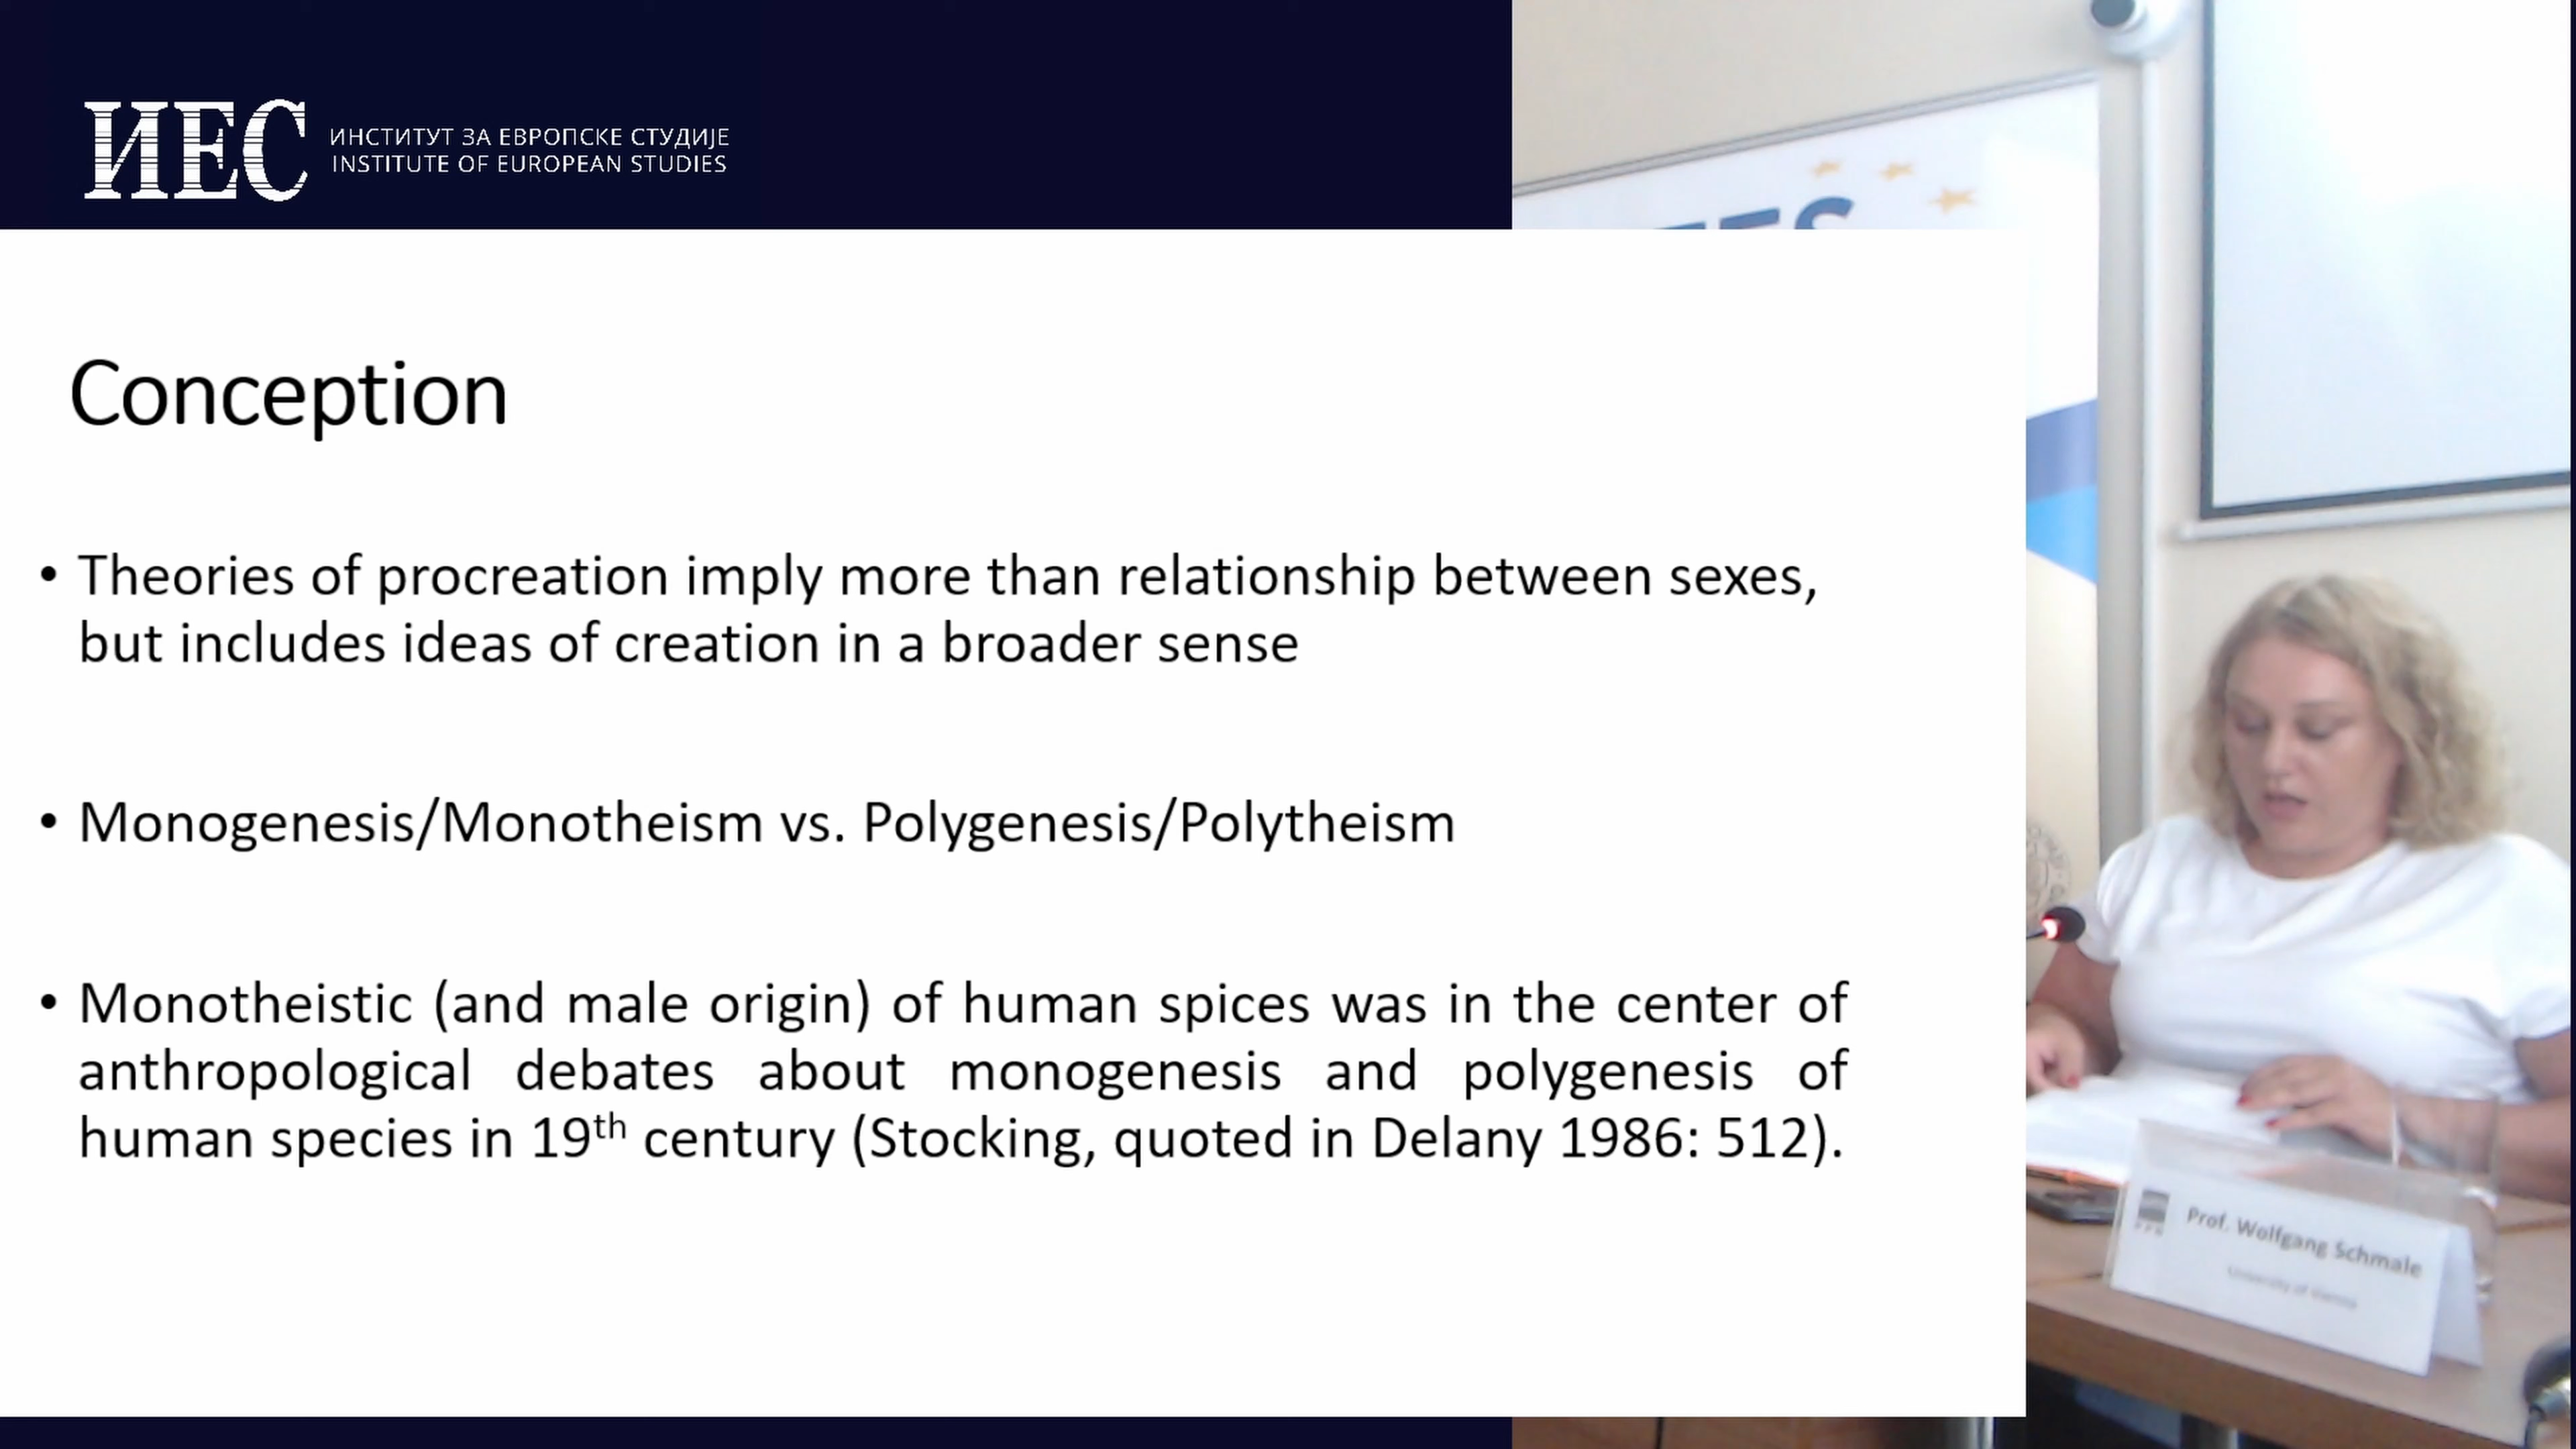 ИЕС
ИНСТИТУТ ЗА ЕВРОПСКЕ СТУДИЈЕ
INSTITUTE OF EUROPEAN STUDIES
Conception
• Theories of procreation imply more than relationship between sexes,
but includes ideas of creation in a broader sense
• Monogenesis/Monotheism vs. Polygenesis/Polytheism
• Monotheistic (and male origin) of human spices was in the center of
anthropological debates about monogenesis and polygenesis of
human species in 19th century (Stocking, quoted in Delany 1986: 512).
Prof. Wolfgang Schmale
University of Vienna